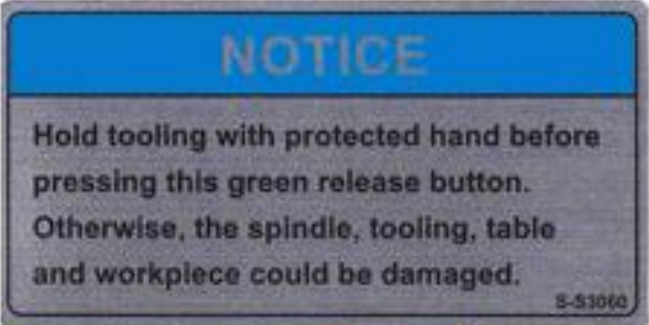 NOTICE
Hold tooling with protected hand before
pressing this green release button.
Otherwise, the spindle, tooling, table
and workpiece could be damaged.
S-S3060